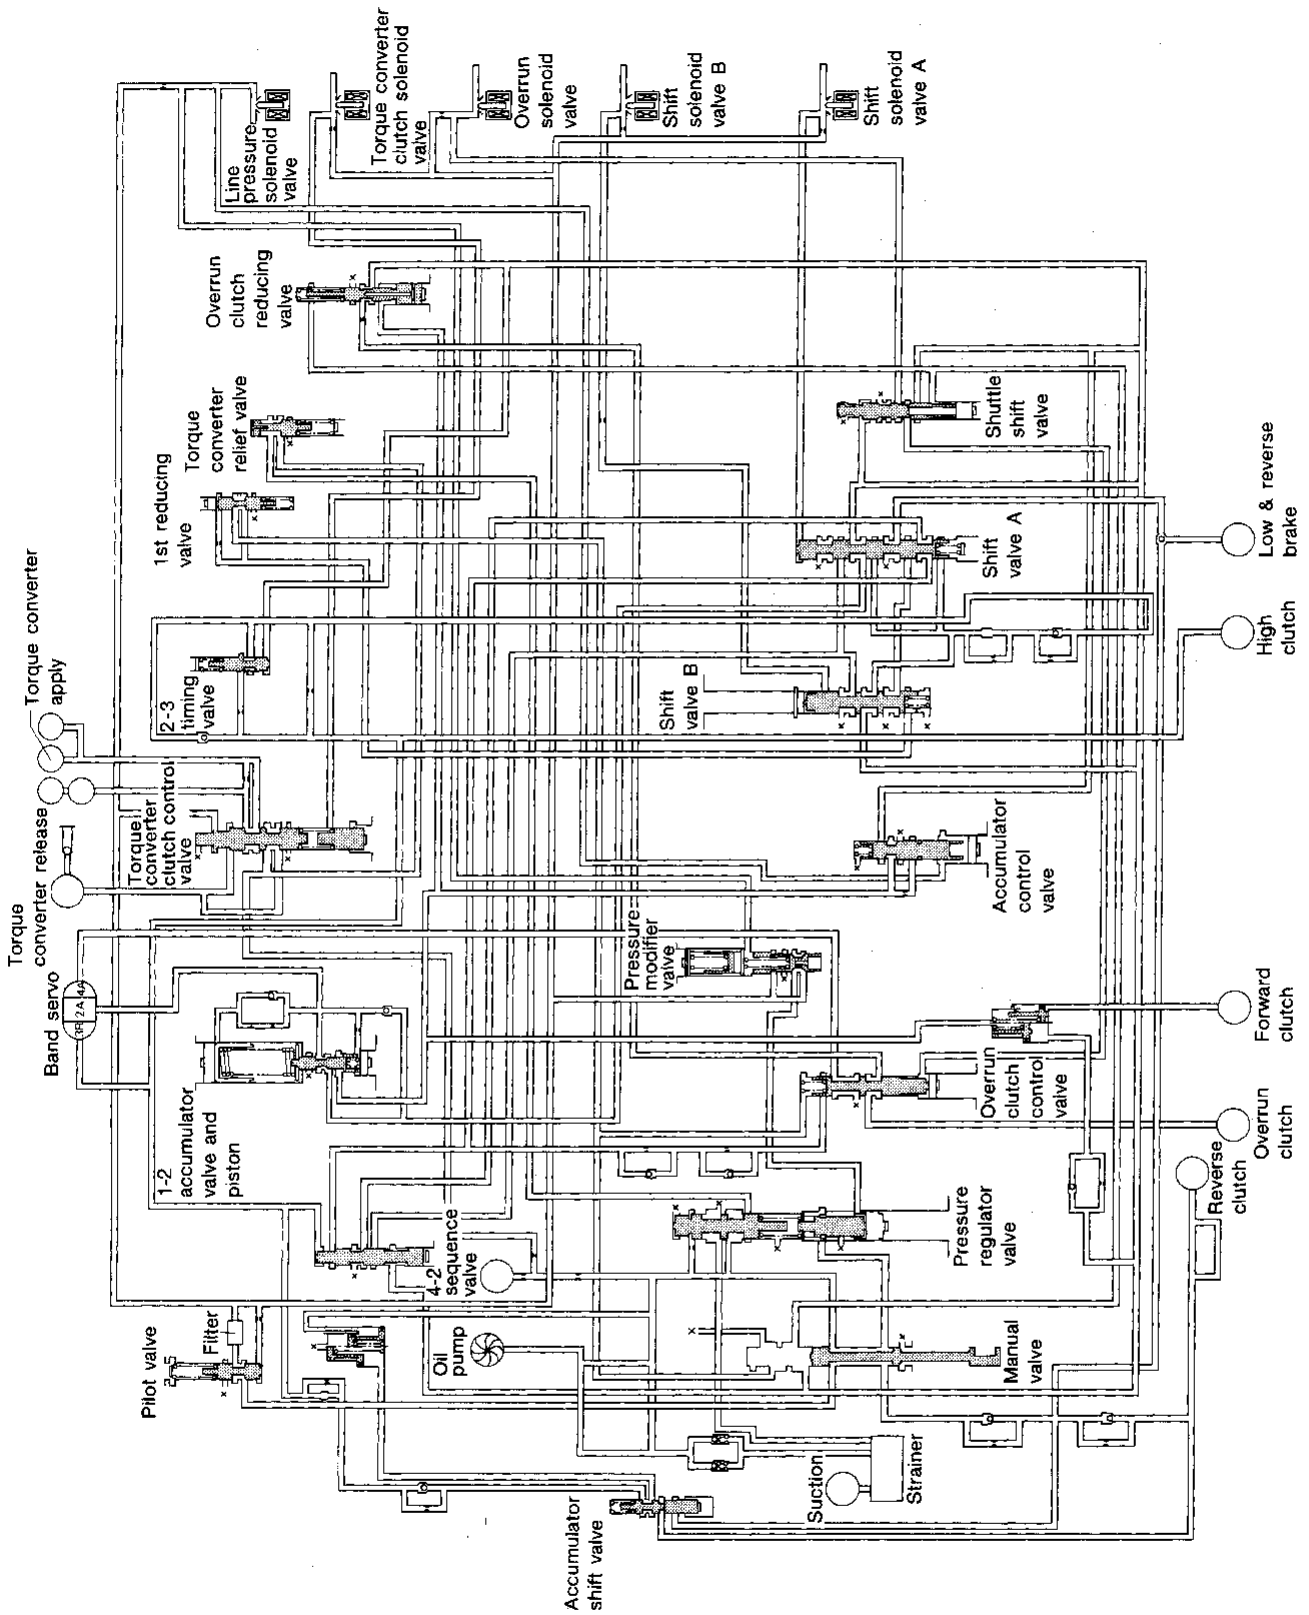 Line
pressure
solenoid
valve
Torque converter
clutch solenoid
valve
Overrun
solenoid
valve
Shift
solenoid
valve B
Shift
solenoid
valve A
Overrun
clutch
reducing
valve
Torque
converter
relief valve
1st reducing
valve
Shuttle
shift
valve
Shift
valve A
Low & reverse
brake
High
clutch
Torque converter
apply
2-3
timing
valve
Shift
valve B
Torque
converter release
Torque
converter
clutch control
valve
Accumulator
control
valve
Pressure
modifier
valve
Band servo
3R 2A 4A
Forward
clutch
1-2
accumulator
valve and
piston
Overrun
clutch
control
valve
Overrun
clutch
Reverse
clutch
4-2
sequence
valve
Pressure
regulator
valve
Pilot valve
Filter
Oil
pump
Manual
valve
Suction
Strainer
Accumulator
shift valve